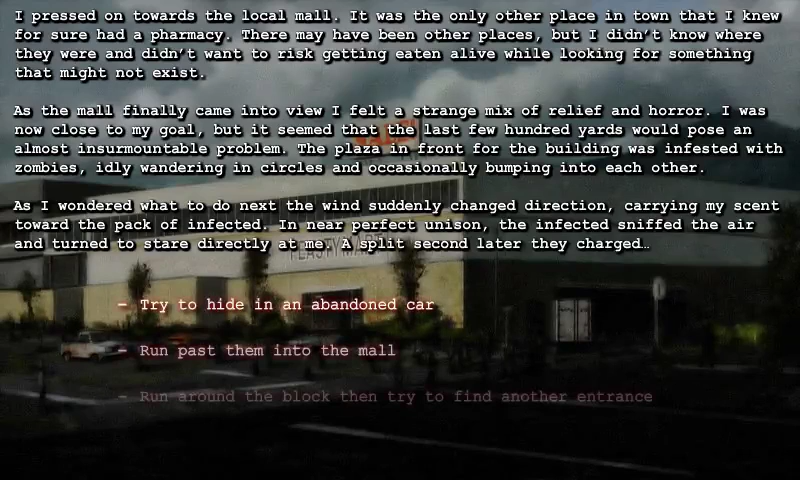 I pressed on towards the local mall. It was the only other place in town that I knew
for sure had a pharmacy. There may have been other places, but I didn't know where
they were and didn't want to risk getting eaten alive while looking for something
that might not exist.
As the mall finally came into view I felt a strange mix of relief and horror. I was
now close to my goal, but it seemed that the last few hundred yards would pose an
almost insurmountable problem. The plaza in front for the building was infested with
zombies, idly wandering in circles and occasionally bumping into each other.
As I wondered what to do next the wind suddenly changed direction, carrying my scent
toward the pack of infected. In near perfect unison, the infected sniffed the air
and turned to stare directly at me. A split second later they charged…
- Try to hide in an abandoned car
- Run past them into the mall
- Run around the block then try to find another entrance